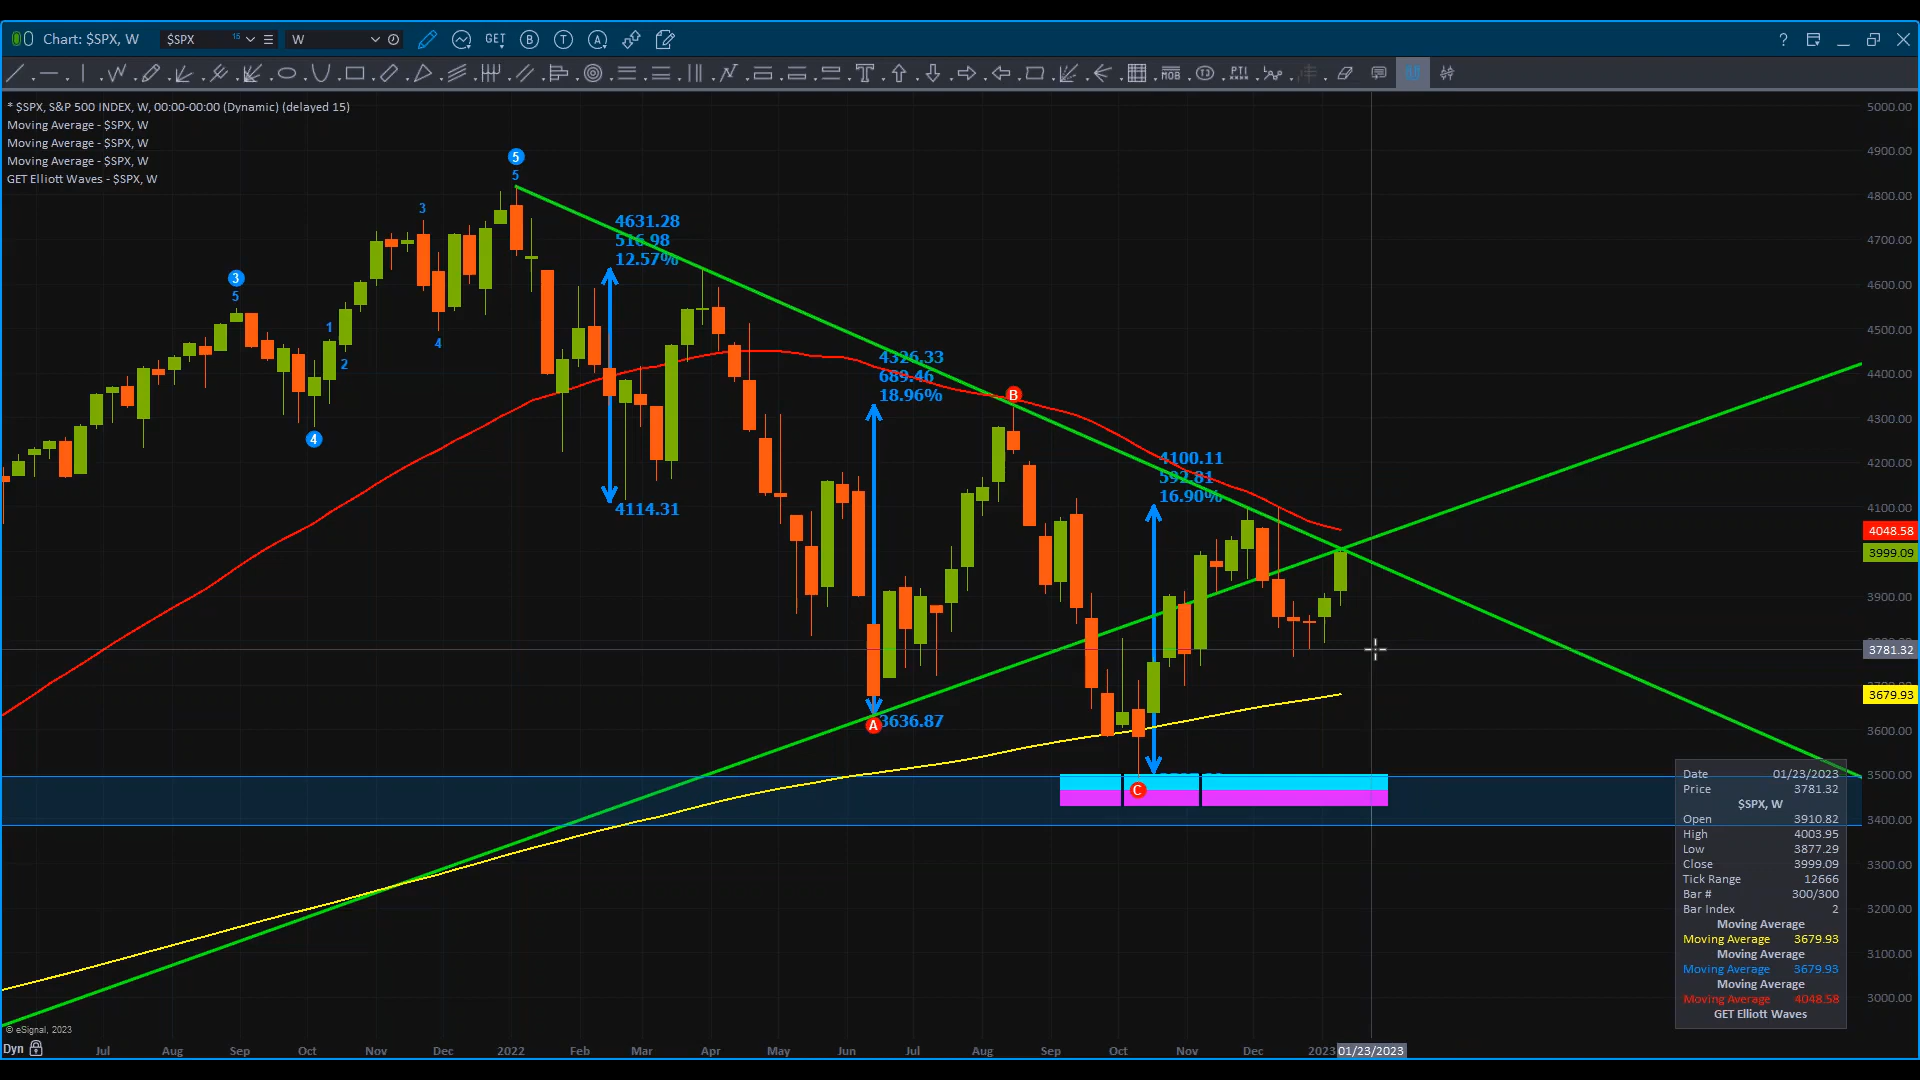 Chart: $SPX, W
$SPX
15
W
GET
B
T
A
?
MOB
PTI
* $SPX, S&P 500 INDEX, W, 00:00-00:00 (Dynamic) (delayed 15)
Moving Average - $SPX, W
Moving Average - $SPX, W
Moving Average - $SPX, W
GET Elliott Waves - $SPX, W
5
5
3
3
5
1
2
4
4
4631.28
516.98
12.57%
4114.31
4326.33
689.46
18.96%
A
3636.87
B
4100.11
592.81
16.90%
C
5000.00
4900.00
4800.00
4700.00
4600.00
4500.00
4400.00
4300.00
4200.00
4100.00
4048.58
3999.09
3900.00
3781.32
3679.93
3600.00
3500.00
3400.00
3300.00
3200.00
3100.00
3000.00
Date 01/23/2023
Price 3781.32
$SPX, W
Open 3910.82
High 4003.95
Low 3877.29
Close 3999.09
Tick Range 12666
Bar # 300/300
Bar Index 2
Moving Average
Moving Average 3679.93
Moving Average
Moving Average 3679.93
Moving Average
Moving Average 4048.58
GET Elliott Waves
© eSignal, 2023
Dyn
Jul
Aug
Sep
Oct
Nov
Dec
2022
Feb
Mar
Apr
May
Jun
Jul
Aug
Sep
Oct
Nov
Dec
2023
01/23/2023